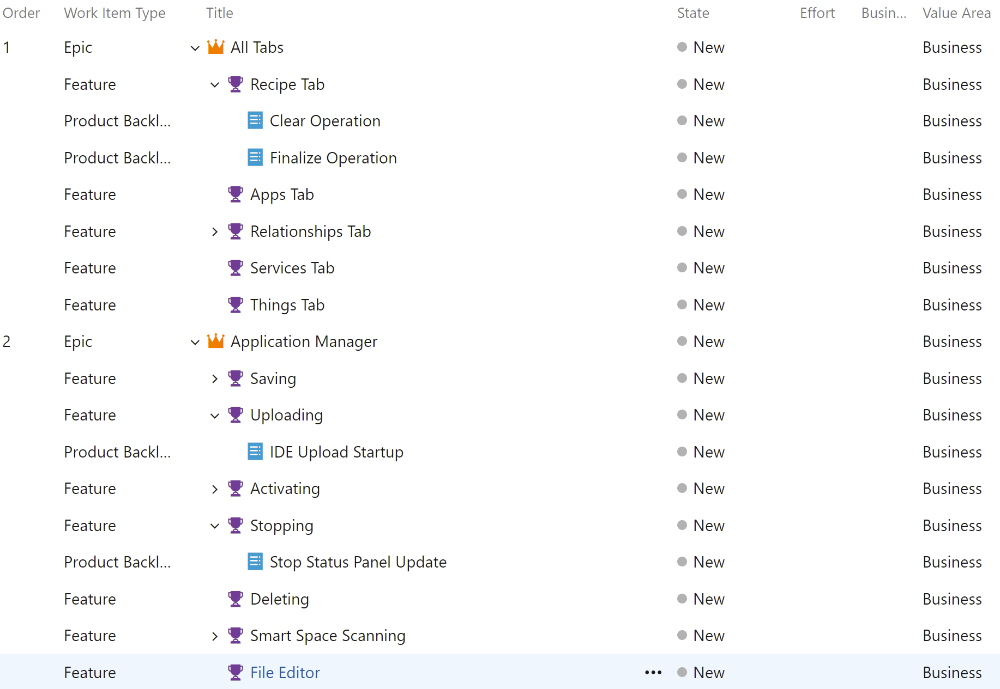 Order Work Item Type Title State Effort Busin... Value Area
1 Epic All Tabs New Business
Feature Recipe Tab New Business
Product Backl... Clear Operation New Business
Product Backl... Finalize Operation New Business
Feature Apps Tab New Business
Feature Relationships Tab New Business
Feature Services Tab New Business
Feature Things Tab New Business
2 Epic Application Manager New Business
Feature Saving New Business
Feature Uploading New Business
Product Backl... IDE Upload Startup New Business
Feature Activating New Business
Feature Stopping New Business
Product Backl... Stop Status Panel Update New Business
Feature Deleting New Business
Feature Smart Space Scanning New Business
Feature File Editor ... New Business